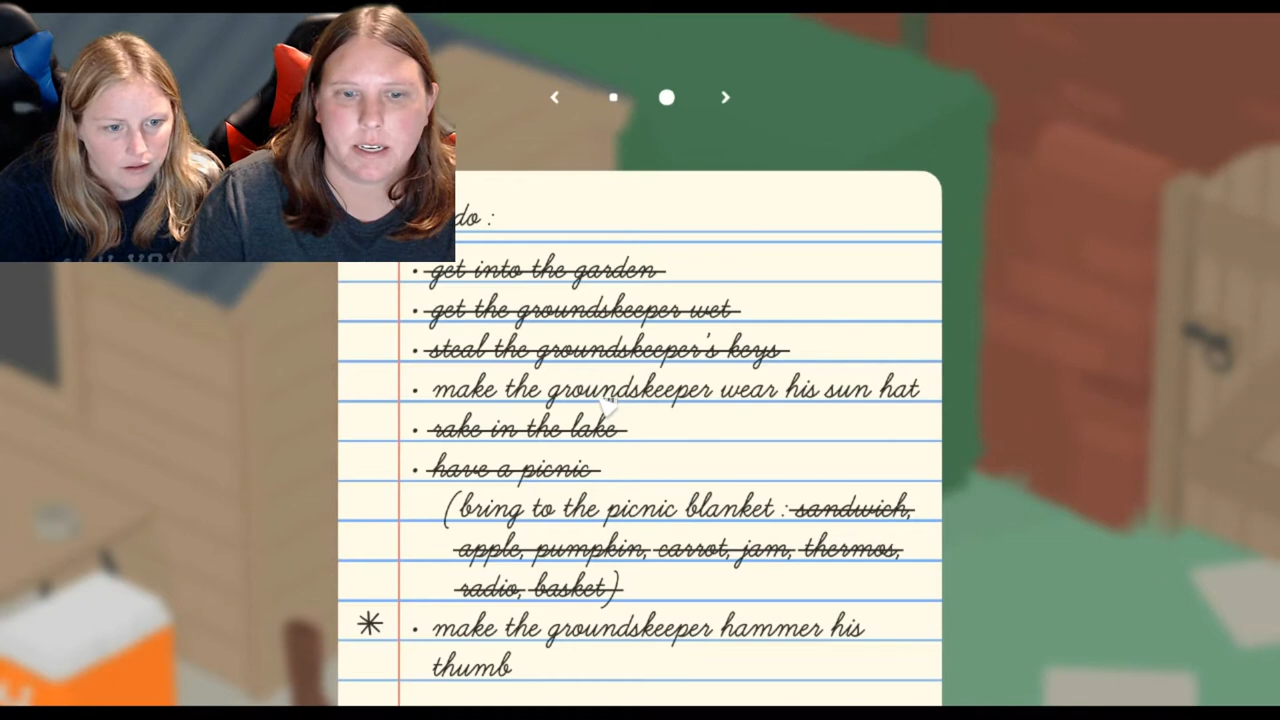 do :
• get into the garden
• get the groundskeeper wet
• steal the groundskeeper's keys
• make the groundskeeper wear his sun hat
• rake in the lake
• have a picnic
(bring to the picnic blanket : sandwich,
apple, pumpkin, carrot, jam, thermos,
radio, basket)
* • make the groundskeeper hammer his
thumb